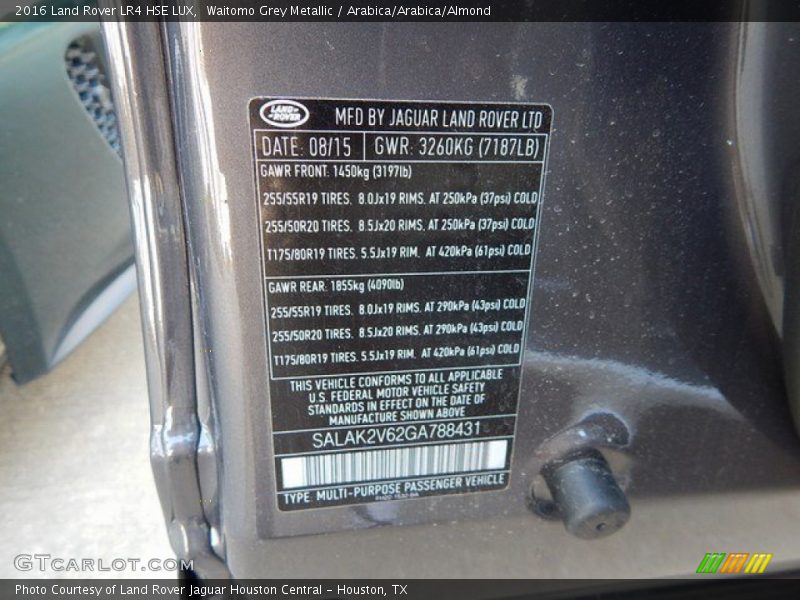 2016 Land Rover LR4 HSE LUX, Waitomo Grey Metallic / Arabica/Arabica/Almond
LAND-
-ROVER
MFD BY JAGUAR LAND ROVER LTD
DATE: 08/15 GWR: 3260KG (7187LB)
GAWR FRONT: 1450kg (3197lb)
255/55R19 TIRES. 8.0Jx19 RIMS. AT 250kPa (37psi) COLD
255/50R20 TIRES. 8.5Jx20 RIMS. AT 250kPa (37psi) COLD
T175/80R19 TIRES. 5.5Jx19 RIM. AT 420kPa (61psi) COLD
GAWR REAR: 1855kg (4090lb)
255/55R19 TIRES. 8.0Jx19 RIMS. AT 290kPa (43psi) COLD
255/50R20 TIRES. 8.5Jx20 RIMS. AT 290kPa (43psi) COLD
T175/80R19 TIRES. 5.5Jx19 RIM. AT 420kPa (61psi) COLD
THIS VEHICLE CONFORMS TO ALL APPLICABLE
U.S. FEDERAL MOTOR VEHICLE SAFETY
STANDARDS IN EFFECT ON THE DATE OF
MANUFACTURE SHOWN ABOVE
SALAK2V62GA788431
TYPE: MULTI-PURPOSE PASSENGER VEHICLE
GTCARLOT.COM
Photo Courtesy of Land Rover Jaguar Houston Central - Houston, TX